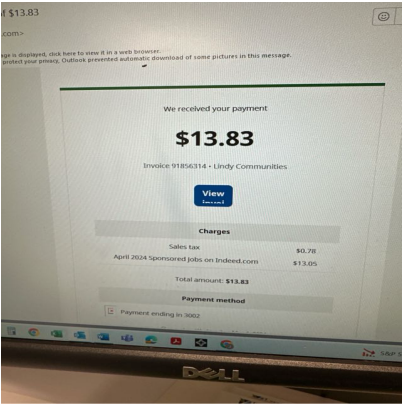 of $13.83
.com>
age is displayed, click here to view it in a web browser.
protect your privacy, Outlook prevented automatic download of some pictures in this message.
We received your payment
$13.83
Invoice 91856314 • Lindy Communities
View
Charges
Sales tax $0.78
April 2024 Sponsored Jobs on Indeed.com $13.05
Total amount: $13.83
Payment method
Payment ending in 3002
S&P 5
DELL